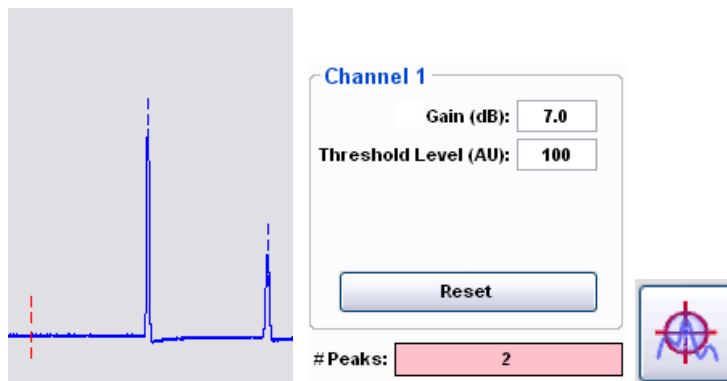 Channel 1
Gain (dB): 7.0
Threshold Level (AU): 100
Reset
# Peaks: 2